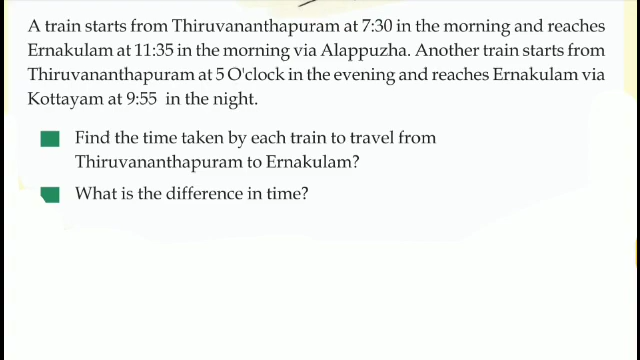 A train starts from Thiruvananthapuram at 7:30 in the morning and reaches
Ernakulam at 11:35 in the morning via Alappuzha. Another train starts from
Thiruvananthapuram at 5 O'clock in the evening and reaches Ernakulam via
Kottayam at 9:55 in the night.
Find the time taken by each train to travel from
Thiruvananthapuram to Ernakulam?
What is the difference in time?